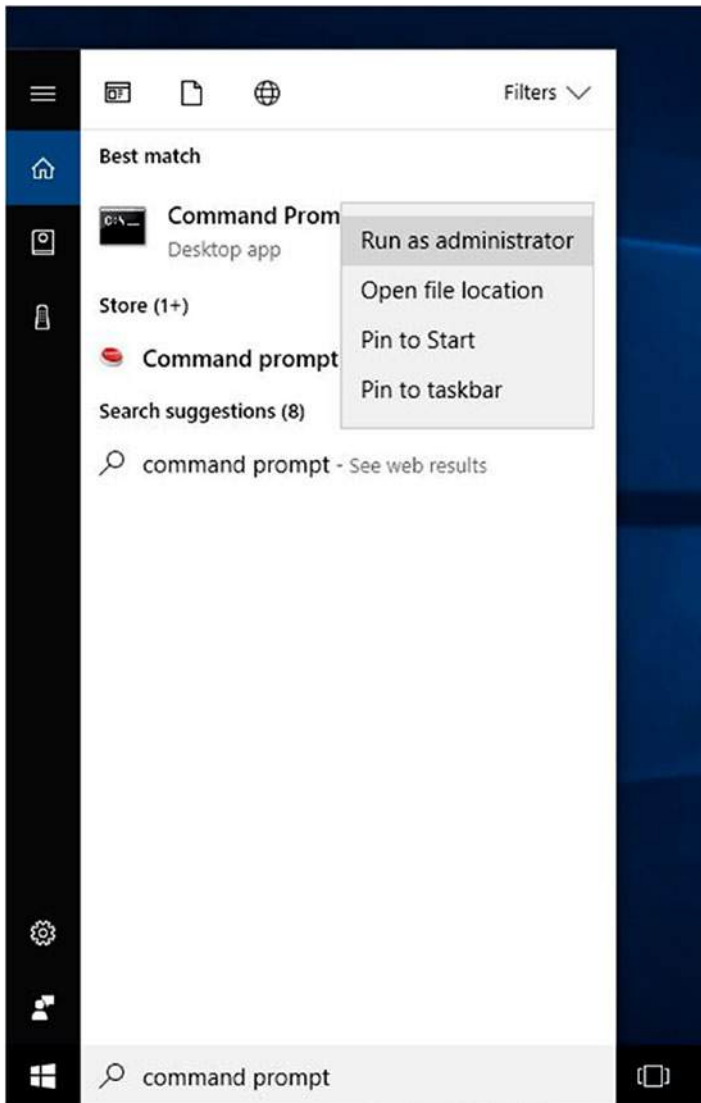 Filters
Best match
C:\_
Command Prom
Desktop app
Run as administrator
Open file location
Pin to Start
Pin to taskbar
Store (1+)
Command prompt
Search suggestions (8)
command prompt - See web results
command prompt